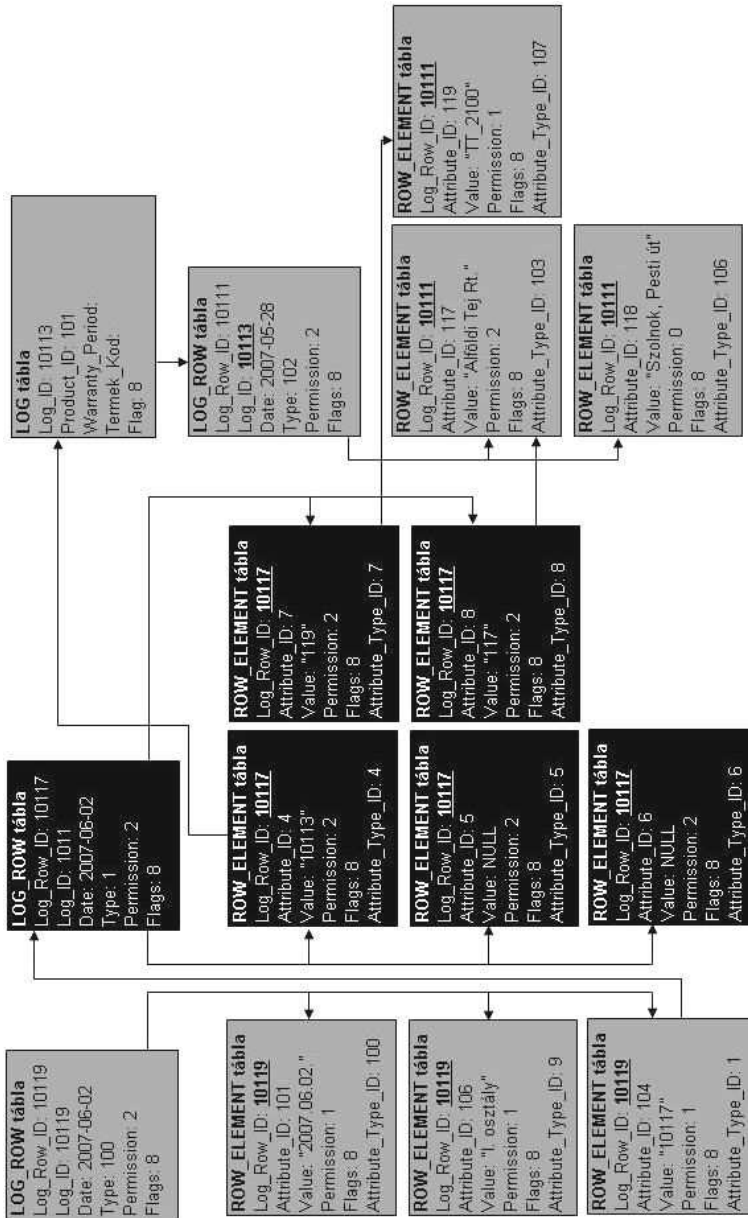 LOG_ROW tábla
Log_Row_ID: 10119
Log_ID: 10119
Date: 2007-06-02
Type: 100
Permission: 2
Flags: 8
ROW_ELEMENT tábla
Log_Row_ID: 10119
Attribute_ID: 101
Value: "2007.06.02."
Permission: 1
Flags: 8
Attribute_Type_ID: 100
ROW_ELEMENT tábla
Log_Row_ID: 10119
Attribute_ID: 106
Value: "I. osztály"
Permission: 1
Flags: 8
Attribute_Type_ID: 9
ROW_ELEMENT tábla
Log_Row_ID: 10119
Attribute_ID: 104
Value: "10117"
Permission: 1
Flags: 8
Attribute_Type_ID: 1
LOG_ROW tábla
Log_Row_ID: 10117
Log_ID: 1011
Date: 2007-06-02
Type: 1
Permission: 2
Flags: 8
ROW_ELEMENT tábla
Log_Row_ID: 10117
Attribute_ID: 4
Value: "10113"
Permission: 2
Flags: 8
Attribute_Type_ID: 4
ROW_ELEMENT tábla
Log_Row_ID: 10117
Attribute_ID: 5
Value: NULL
Permission: 2
Flags: 8
Attribute_Type_ID: 5
ROW_ELEMENT tábla
Log_Row_ID: 10117
Attribute_ID: 6
Value: NULL
Permission: 2
Flags: 8
Attribute_Type_ID: 6
ROW_ELEMENT tábla
Log_Row_ID: 10117
Attribute_ID: 7
Value: "119"
Permission: 2
Flags: 8
Attribute_Type_ID: 7
ROW_ELEMENT tábla
Log_Row_ID: 10117
Attribute_ID: 8
Value: "117"
Permission: 2
Flags: 8
Attribute_Type_ID: 8
LOG tábla
Log_ID: 10113
Product_ID: 101
Warranty_Period:
Termek_Kod:
Flag: 8
LOG_ROW tábla
Log_Row_ID: 10111
Log_ID: 10113
Date: 2007-05-28
Type: 102
Permission: 2
Flags: 8
ROW_ELEMENT tábla
Log_Row_ID: 10111
Attribute_ID: 117
Value: "Alföldi Tej Rt."
Permission: 2
Flags: 8
Attribute_Type_ID: 103
ROW_ELEMENT tábla
Log_Row_ID: 10111
Attribute_ID: 118
Value: "Szolnok, Pesti út"
Permission: 0
Flags: 8
Attribute_Type_ID: 106
ROW_ELEMENT tábla
Log_Row_ID: 10111
Attribute_ID: 119
Value: "TT_2100"
Permission: 1
Flags: 8
Attribute_Type_ID: 107